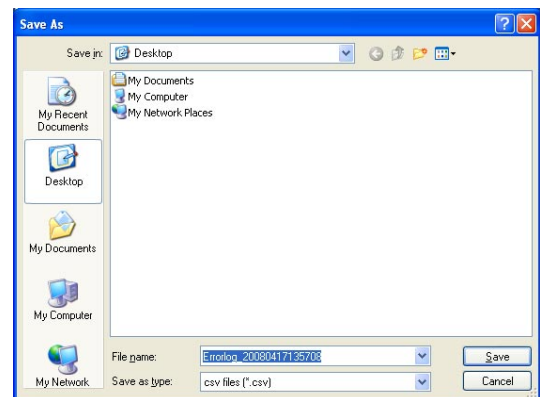 Save As
Save in:
Desktop
My Recent
Documents
Desktop
My Documents
My Computer
My Network
My Documents
My Computer
My Network Places
File name:
Errorlog_20080417135708
Save
Save as type:
csv files (*.csv)
Cancel